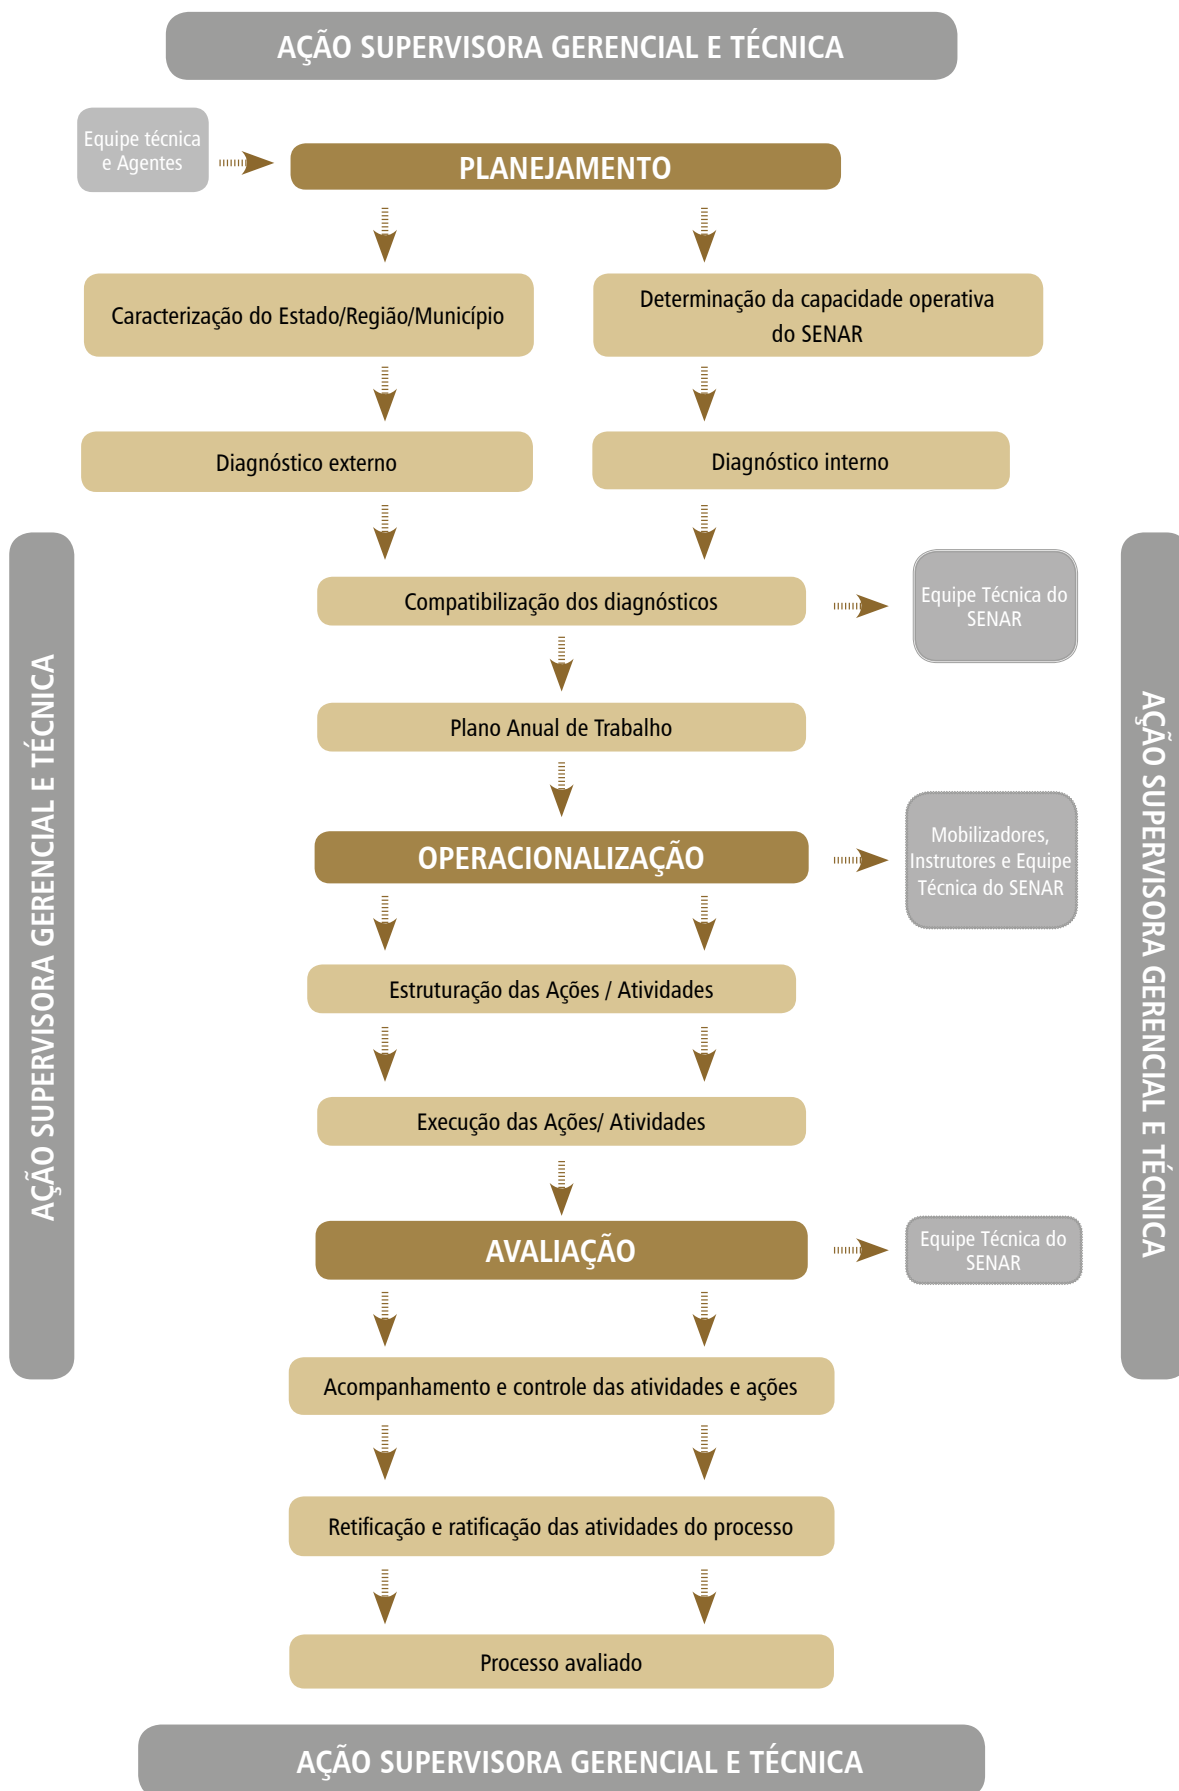 AÇÃO SUPERVISORA GERENCIAL E TÉCNICA
Equipe técnica
e Agentes
PLANEJAMENTO
Caracterização do Estado/Região/Município
Determinação da capacidade operativa
do SENAR
Diagnóstico externo
Diagnóstico interno
Compatibilização dos diagnósticos
Equipe Técnica do
SENAR
Plano Anual de Trabalho
OPERACIONALIZAÇÃO
Mobilizadores,
Instrutores e Equipe
Técnica do SENAR
Estruturação das Ações / Atividades
Execução das Ações/ Atividades
AVALIAÇÃO
Equipe Técnica do
SENAR
Acompanhamento e controle das atividades e ações
Retificação e ratificação das atividades do processo
Processo avaliado
AÇÃO SUPERVISORA GERENCIAL E TÉCNICA
AÇÃO SUPERVISORA GERENCIAL E TÉCNICA
AÇÃO SUPERVISORA GERENCIAL E TÉCNICA